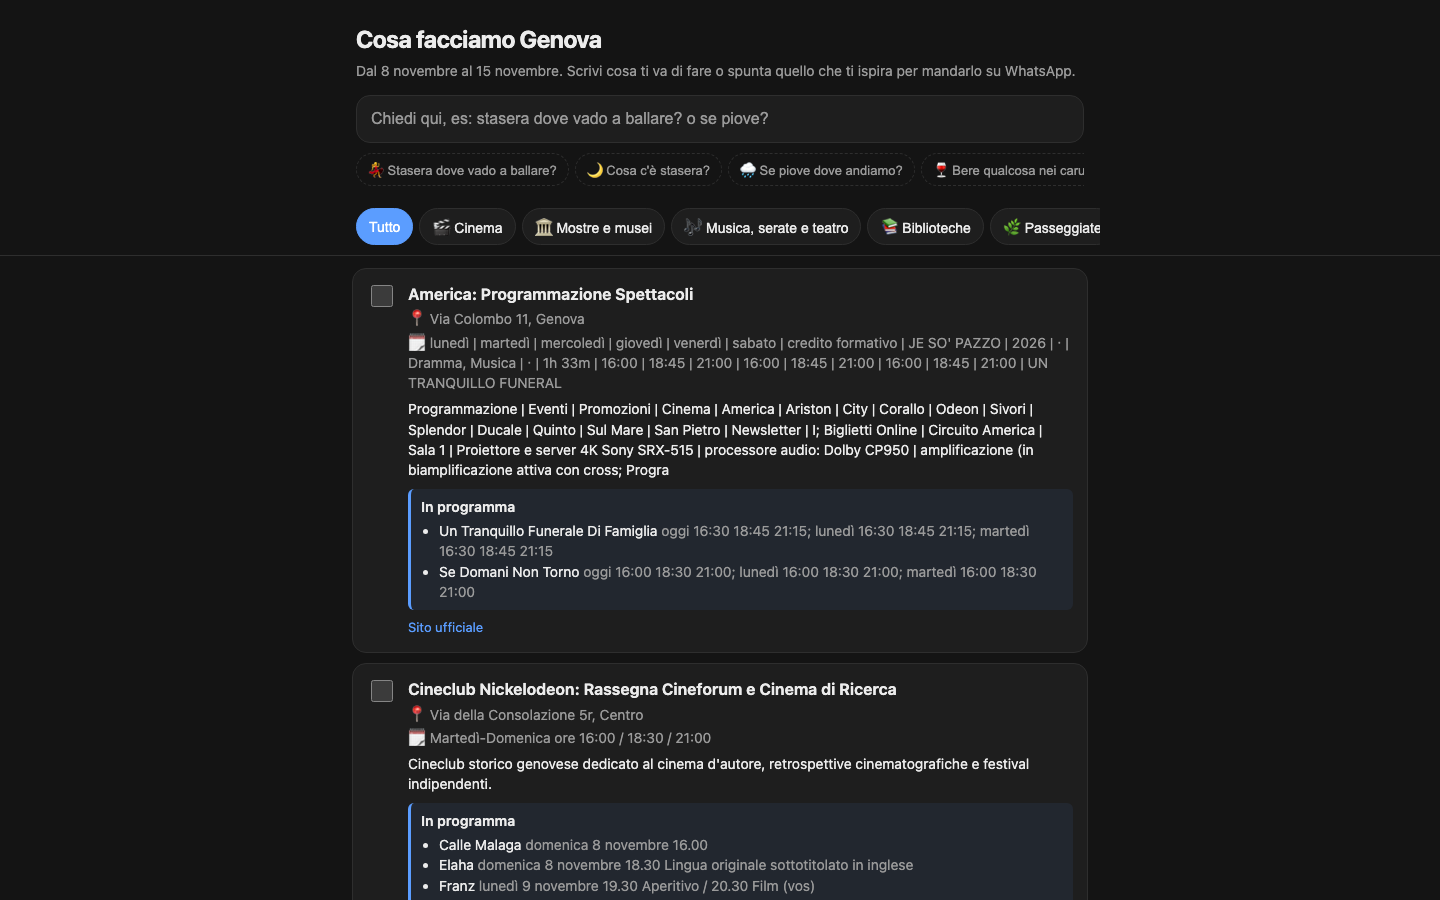 Cosa facciamo Genova
Dal 8 novembre al 15 novembre. Scrivi cosa ti va di fare o spunta quello che ti ispira per mandarlo su WhatsApp.
Chiedi qui, es: stasera dove vado a ballare? o se piove?
Stasera dove vado a ballare? Cosa c'è stasera? Se piove dove andiamo? Bere qualcosa nei caru
Tutto Cinema Mostre e musei Musica, serate e teatro Biblioteche Passeggiate
America: Programmazione Spettacoli
Via Colombo 11, Genova
lunedì | martedì | mercoledì | giovedì | venerdì | sabato | credito formativo | JE SO' PAZZO | 2026 | · |
Dramma, Musica | · | 1h 33m | 16:00 | 18:45 | 21:00 | 16:00 | 18:45 | 21:00 | 16:00 | 18:45 | 21:00 | UN
TRANQUILLO FUNERAL
Programmazione | Eventi | Promozioni | Cinema | America | Ariston | City | Corallo | Odeon | Sivori |
Splendor | Ducale | Quinto | Sul Mare | San Pietro | Newsletter | I; Biglietti Online | Circuito America |
Sala 1 | Proiettore e server 4K Sony SRX-515 | processore audio: Dolby CP950 | amplificazione (in
biamplificazione attiva con cross; Progra
In programma
• Un Tranquillo Funerale Di Famiglia oggi 16:30 18:45 21:15; lunedì 16:30 18:45 21:15; martedì
16:30 18:45 21:15
• Se Domani Non Torno oggi 16:00 18:30 21:00; lunedì 16:00 18:30 21:00; martedì 16:00 18:30
21:00
Sito ufficiale
Cineclub Nickelodeon: Rassegna Cineforum e Cinema di Ricerca
Via della Consolazione 5r, Centro
Martedì-Domenica ore 16:00 / 18:30 / 21:00
Cineclub storico genovese dedicato al cinema d'autore, retrospettive cinematografiche e festival
indipendenti.
In programma
• Calle Malaga domenica 8 novembre 16.00
• Elaha domenica 8 novembre 18.30 Lingua originale sottotitolato in inglese
• Franz lunedì 9 novembre 19.30 Aperitivo / 20.30 Film (vos)